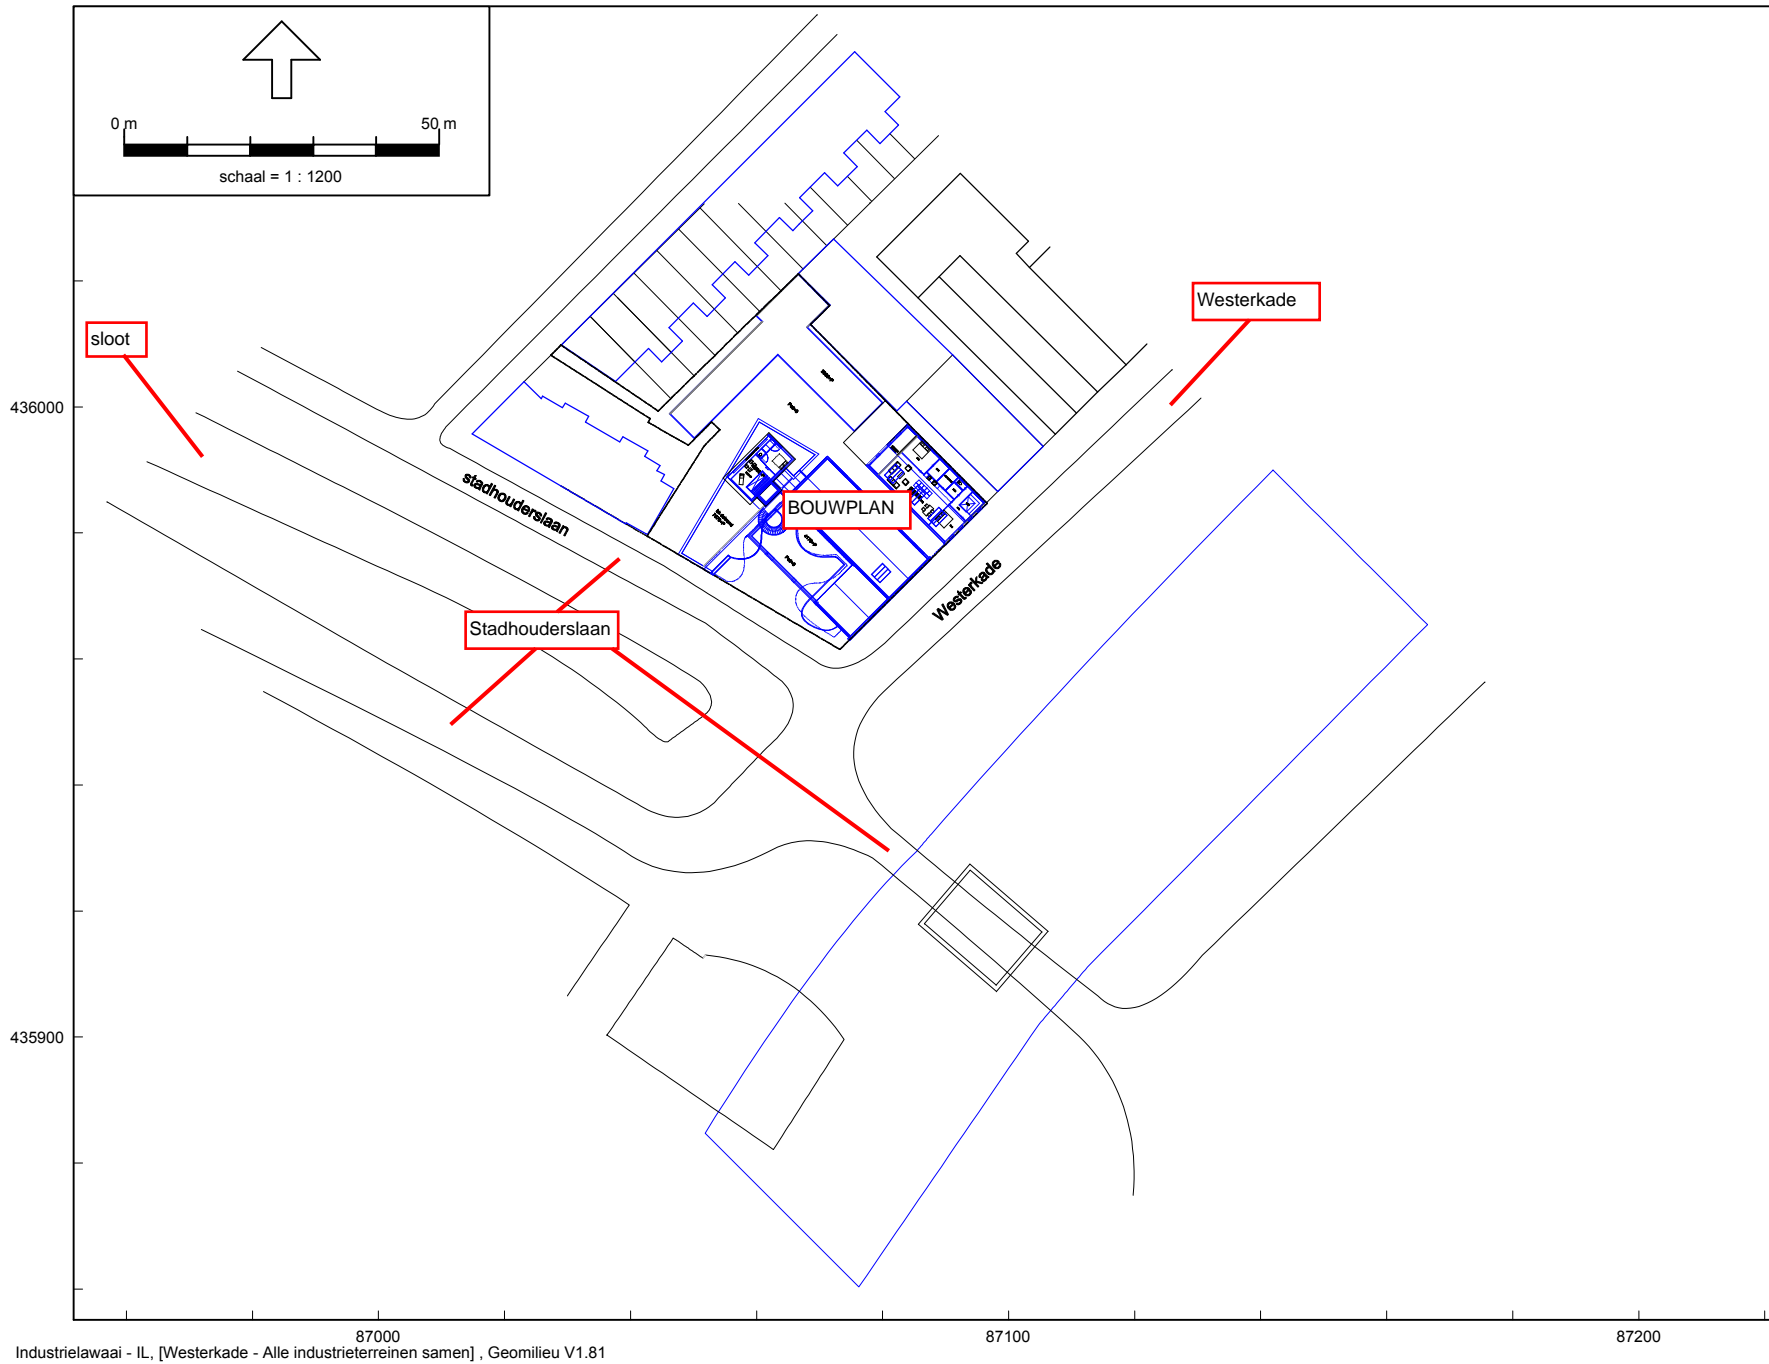 0 m
50 m
schaal = 1 : 1200
Westerkade
sloot
436000
stadhouderslaan
BOUWPLAN
Westerkade
Stadhouderslaan
435900
87000
87100
87200
Industrielawaai - IL, [Westerkade - Alle industrieterreinen samen] , Geomilieu V1.81